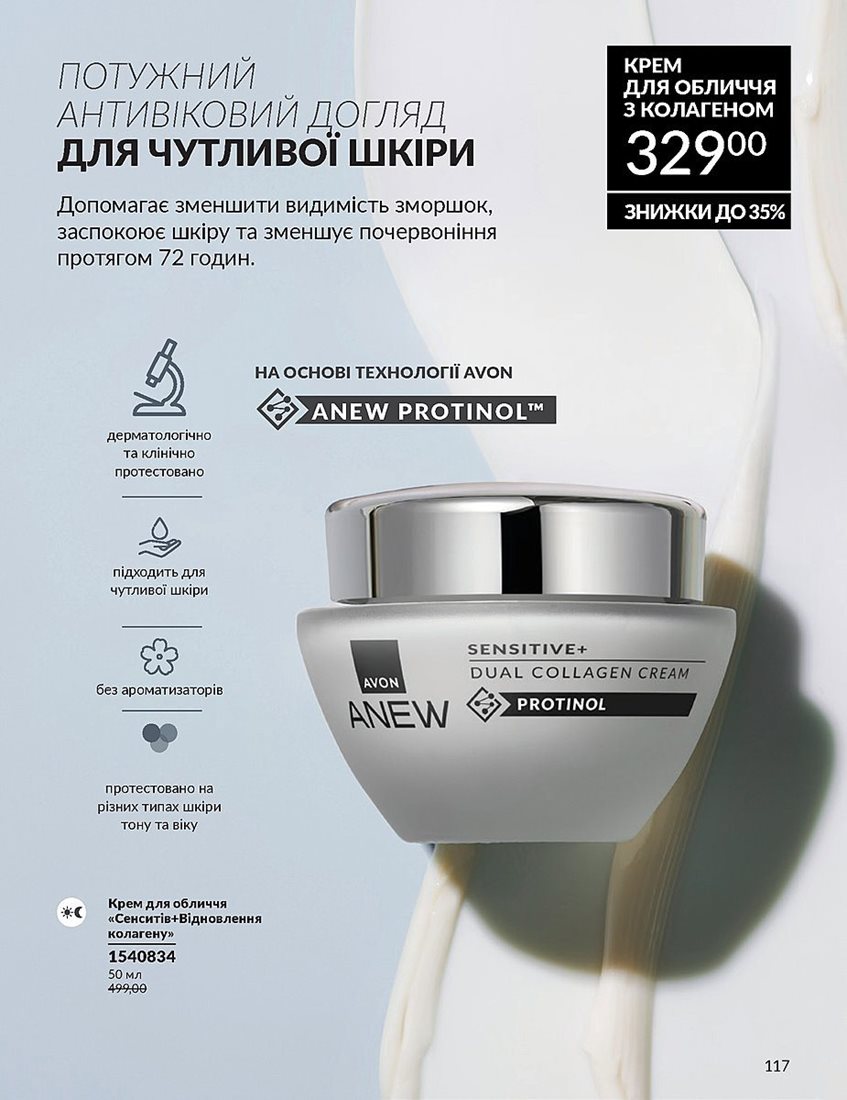 ПОТУЖНИЙ
АНТИВІКОВИЙ ДОГЛЯД
ДЛЯ ЧУТЛИВОЇ ШКІРИ
Допомагає зменшити видимість зморшок,
заспокоює шкіру та зменшує почервоніння
протягом 72 годин.
КРЕМ
ДЛЯ ОБЛИЧЧЯ
З КОЛАГЕНОМ
329⁰⁰
ЗНИЖКИ ДО 35%
НА ОСНОВІ ТЕХНОЛОГІЇ AVON
ANEW PROTINOL™
дерматологічно
та клінічно
протестовано
підходить для
чутливої шкіри
без ароматизаторів
протестовано на
різних типах шкіри
тону та віку
AVON
ANEW
SENSITIVE+
DUAL COLLAGEN CREAM
PROTINOL
Крем для обличчя
«Сенситів+Відновлення
колагену»
1540834
50 мл
499,00
117